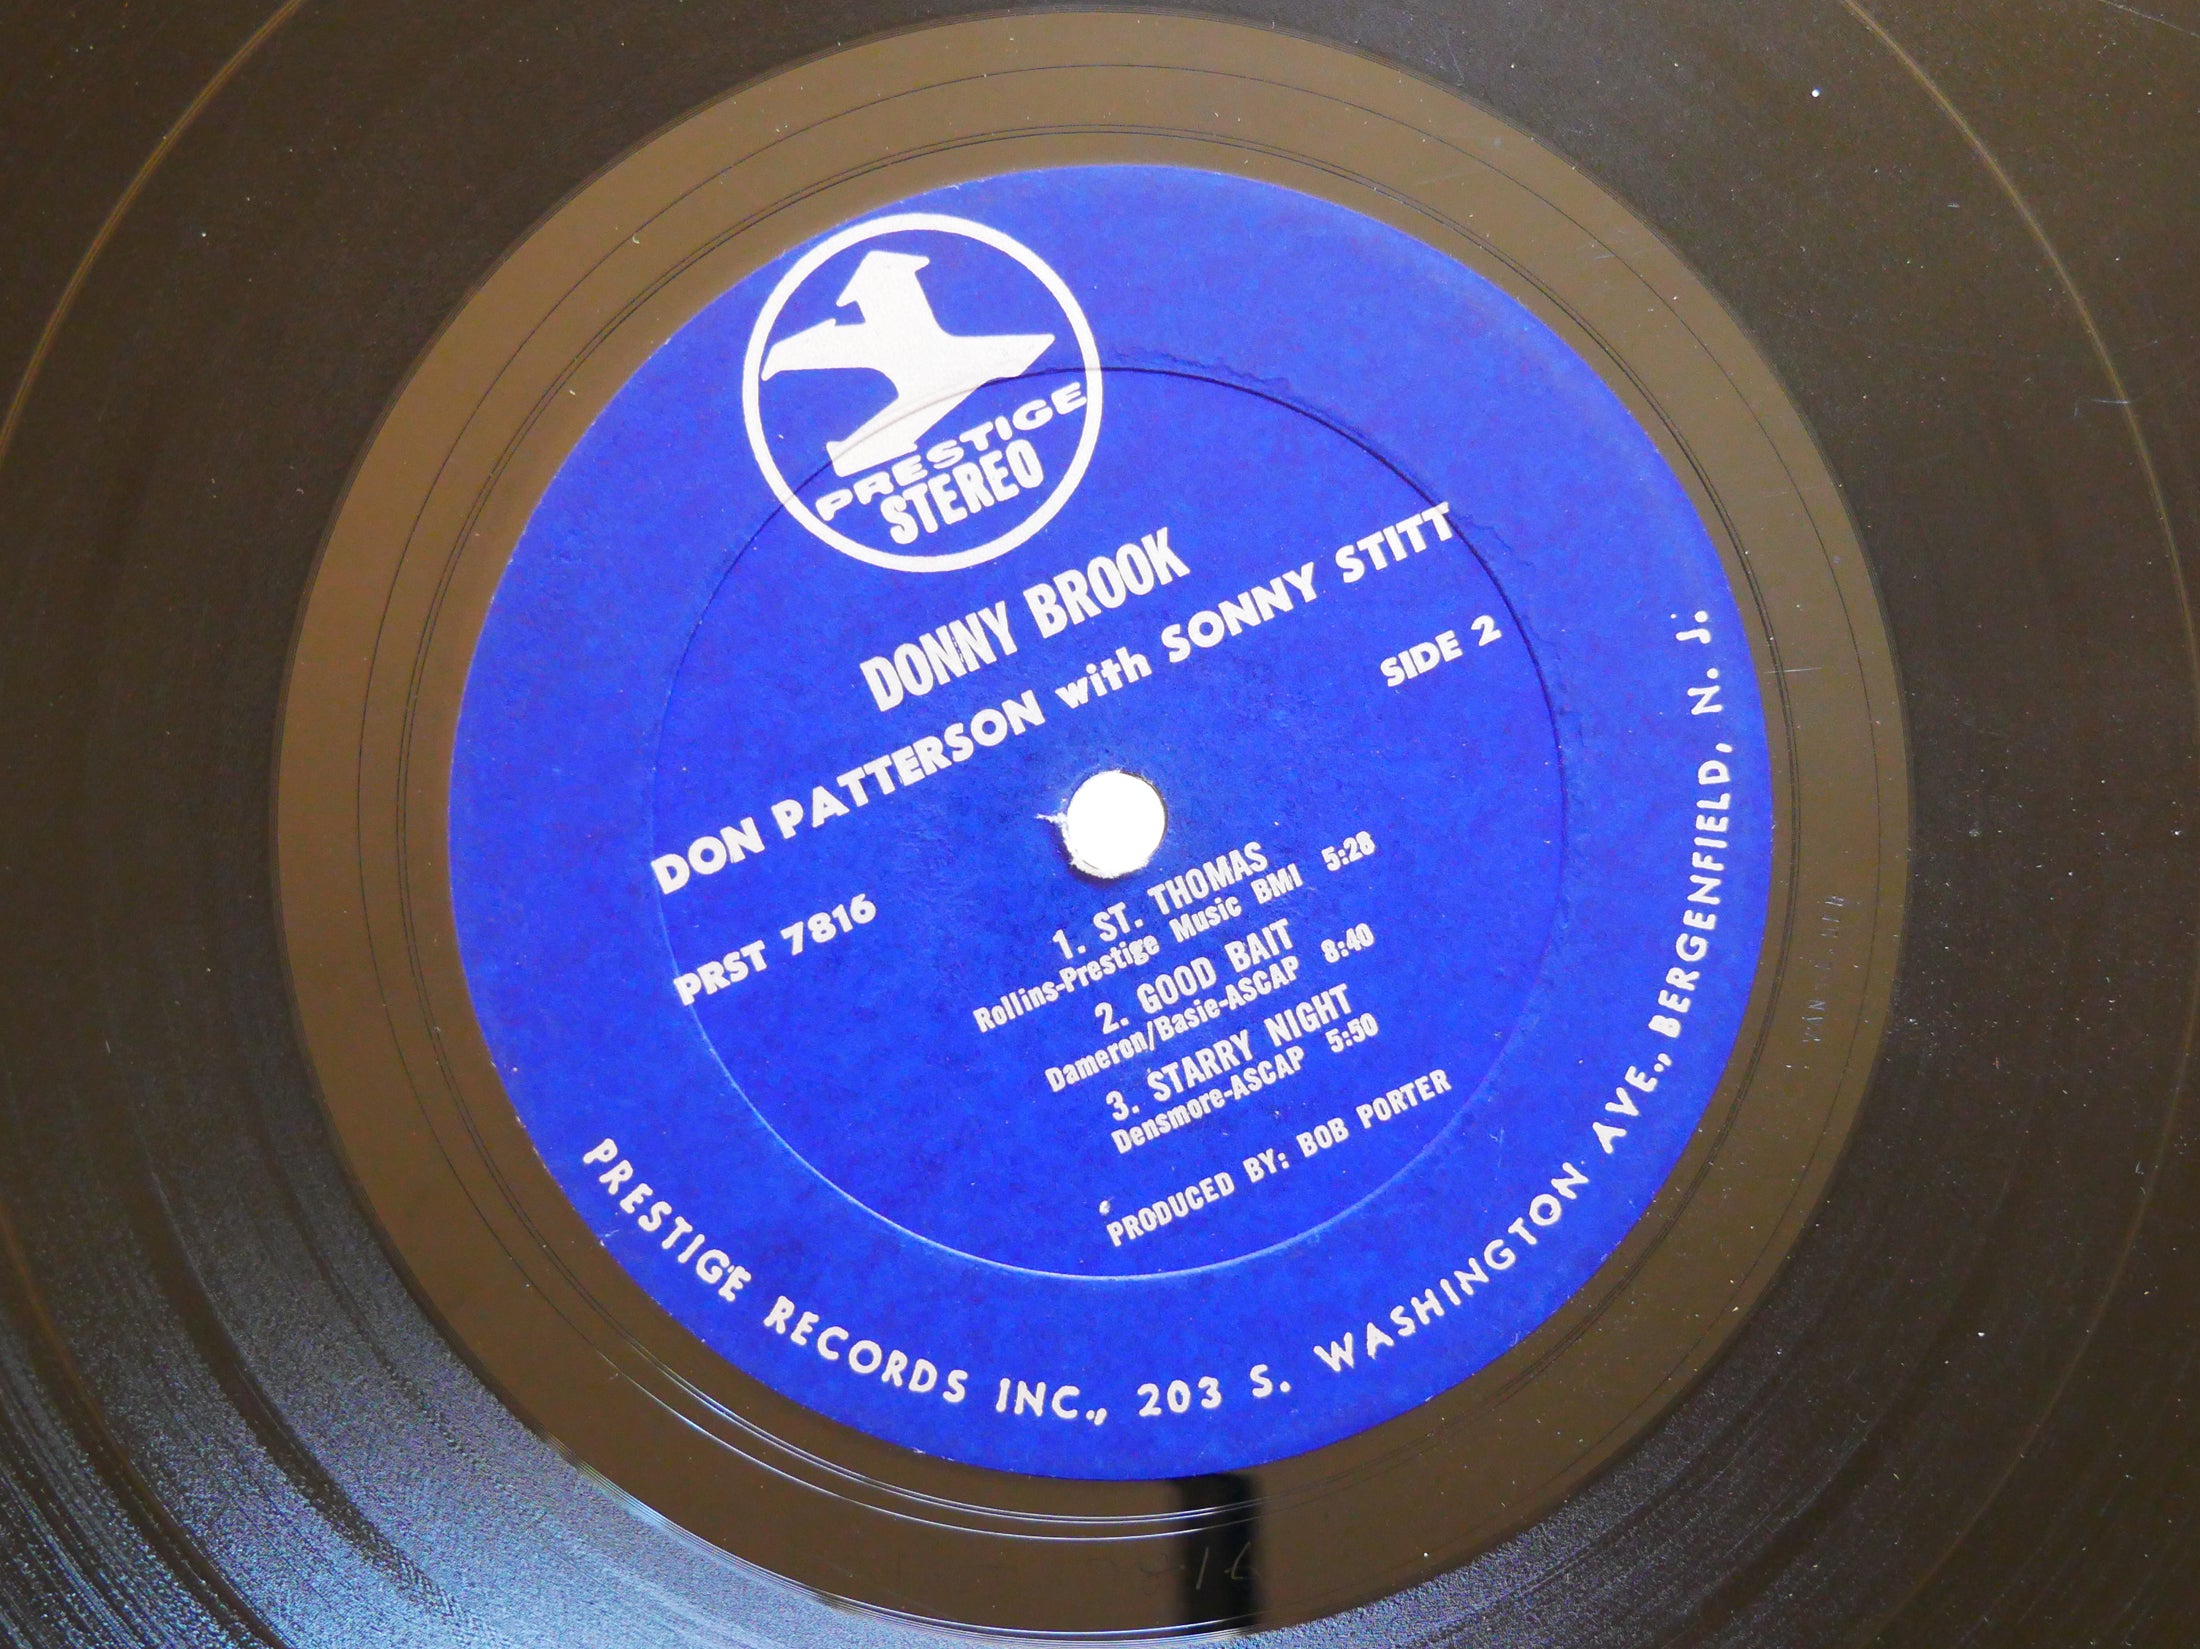 PRESTIGE
STEREO
DONNY BROOK
DON PATTERSON with SONNY STITT
SIDE 2
PRST 7816
1. ST. THOMAS
Rollins-Prestige Music BMI 5:28
2. GOOD BAIT
Dameron/Basie-ASCAP 8:40
3. STARRY NIGHT
Densmore-ASCAP 5:50
PRODUCED BY: BOB PORTER
PRESTIGE RECORDS INC., 203 S. WASHINGTON AVE., BERGENFIELD, N. J.